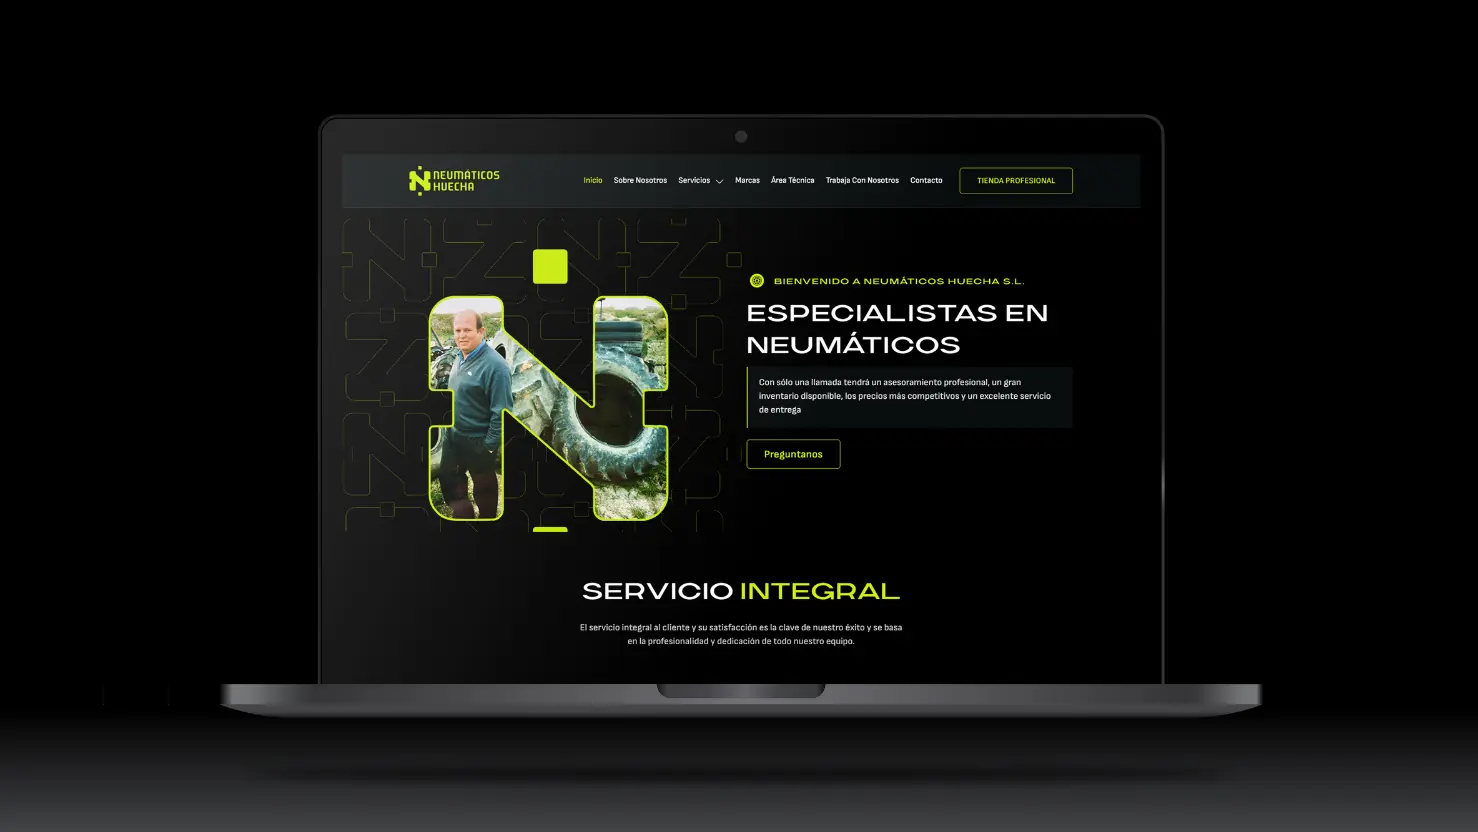 NEUMÁTICOS
HUECHA
Inicio Sobre Nosotros Servicios Marcas Área Técnica Trabaja Con Nosotros Contacto TIENDA PROFESIONAL
BIENVENIDO A NEUMÁTICOS HUECHA S.L.
ESPECIALISTAS EN
NEUMÁTICOS
Con sólo una llamada tendrá un asesoramiento profesional, un gran
inventario disponible, los precios más competitivos y un excelente servicio
de entrega
Preguntanos
SERVICIO INTEGRAL
El servicio integral al cliente y su satisfacción es la clave de nuestro éxito y se basa
en la profesionalidad y dedicación de todo nuestro equipo.